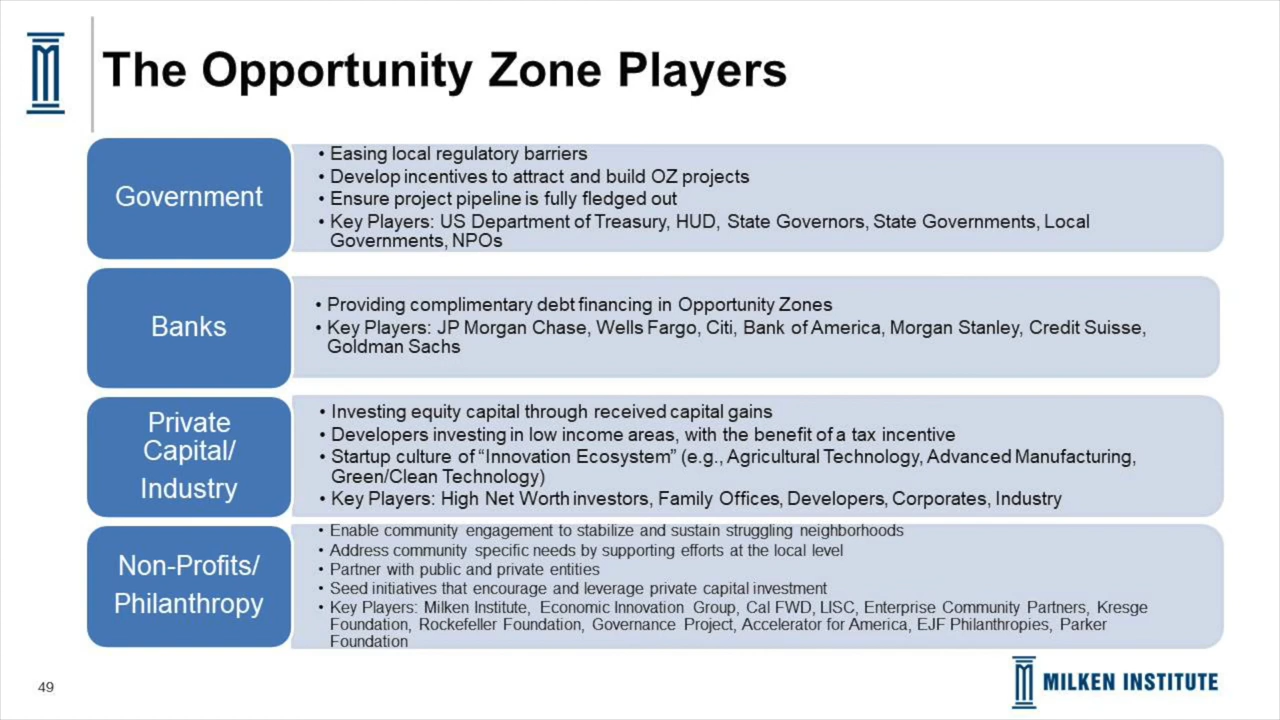 The Opportunity Zone Players
Government
• Easing local regulatory barriers
• Develop incentives to attract and build OZ projects
• Ensure project pipeline is fully fledged out
• Key Players: US Department of Treasury, HUD, State Governors, State Governments, Local
Governments, NPOs
Banks
• Providing complimentary debt financing in Opportunity Zones
• Key Players: JP Morgan Chase, Wells Fargo, Citi, Bank of America, Morgan Stanley, Credit Suisse,
Goldman Sachs
Private
Capital/
Industry
• Investing equity capital through received capital gains
• Developers investing in low income areas, with the benefit of a tax incentive
• Startup culture of “Innovation Ecosystem” (e.g., Agricultural Technology, Advanced Manufacturing,
Green/Clean Technology)
• Key Players: High Net Worth investors, Family Offices, Developers, Corporates, Industry
Non-Profits/
Philanthropy
• Enable community engagement to stabilize and sustain struggling neighborhoods
• Address community specific needs by supporting efforts at the local level
• Partner with public and private entities
• Seed initiatives that encourage and leverage private capital investment
• Key Players: Milken Institute, Economic Innovation Group, Cal FWD, LISC, Enterprise Community Partners, Kresge
Foundation, Rockefeller Foundation, Governance Project, Accelerator for America, EJF Philanthropies, Parker
Foundation
49
MILKEN INSTITUTE